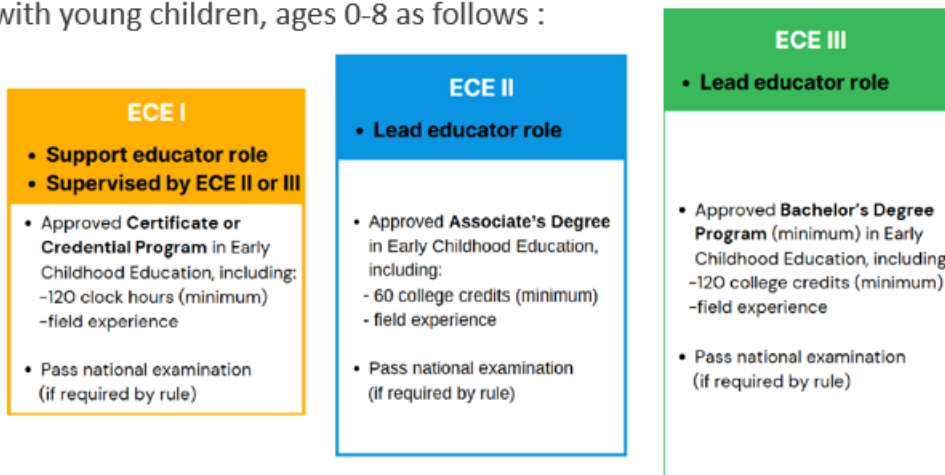 with young children, ages 0-8 as follows :
ECE I
• Support educator role
• Supervised by ECE II or III
• Approved Certificate or
Credential Program in Early
Childhood Education, including:
-120 clock hours (minimum)
-field experience
• Pass national examination
(if required by rule)
ECE II
• Lead educator role
• Approved Associate's Degree
in Early Childhood Education,
including:
- 60 college credits (minimum)
- field experience
• Pass national examination
(if required by rule)
ECE III
• Lead educator role
• Approved Bachelor's Degree
Program (minimum) in Early
Childhood Education, including
-120 college credits (minimum)
-field experience
• Pass national examination
(if required by rule)